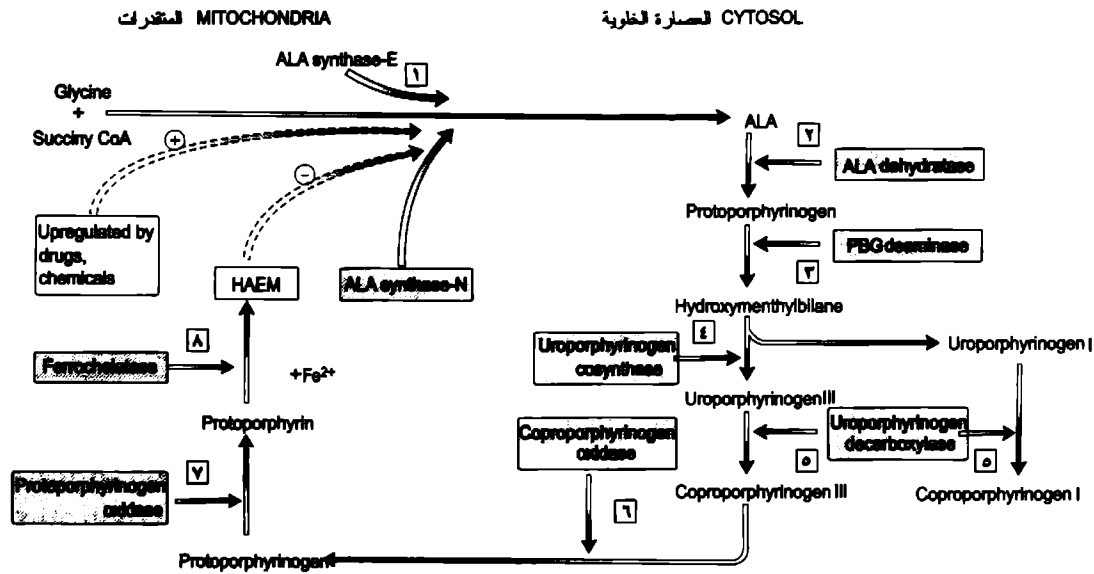 المتقدرات MITOCHONDRIA
العصارة الخلوية CYTOSOL
ALA synthase-E
١
Glycine
+
Succiny CoA
+
−
ALA
٢
ALA dehydratase
Protoporphyrinogen
PBG deaminase
٣
Hydroxymenthylbilane
Upregulated by
drugs,
chemicals
HAEM
ALA synthase-N
٤
Uroporphyrinogen
cosynthase
Uroporphyrinogen I
٨
Ferrochelatase
+Fe²⁺
Uroporphyrinogen III
Protoporphyrin
Coproporphyrinogen
oxidase
Uroporphyrinogen
decarboxylase
٥
٥
٧
Protoporphyrinogen
oxidase
Coproporphyrinogen III
Coproporphyrinogen I
٦
Protoporphyrinogen